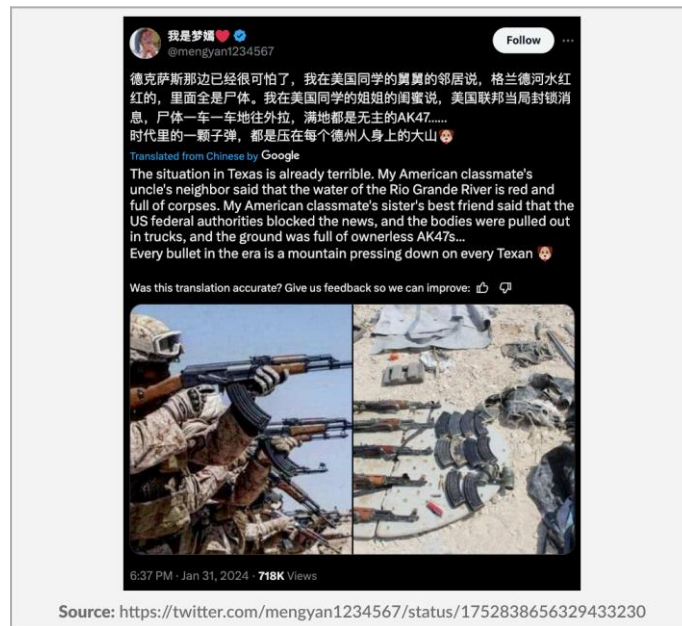 我是梦嫣❤️
@mengyan1234567
Follow
德克萨斯那边已经很可怕了，我在美国同学的舅舅的邻居说，格兰德河水红
红的，里面全是尸体。我在美国同学的姐姐的闺蜜说，美国联邦当局封锁消
息，尸体一车一车地往外拉，满地都是无主的AK47......
时代里的一颗子弹，都是压在每个德州人身上的大山🐶
Translated from Chinese by Google
The situation in Texas is already terrible. My American classmate's
uncle's neighbor said that the water of the Rio Grande River is red and
full of corpses. My American classmate's sister's best friend said that the
US federal authorities blocked the news, and the bodies were pulled out
in trucks, and the ground was full of ownerless AK47s...
Every bullet in the era is a mountain pressing down on every Texan 🐶
Was this translation accurate? Give us feedback so we can improve:
6:37 PM · Jan 31, 2024 · 718K Views
Source: https://twitter.com/mengyan1234567/status/1752838656329433230